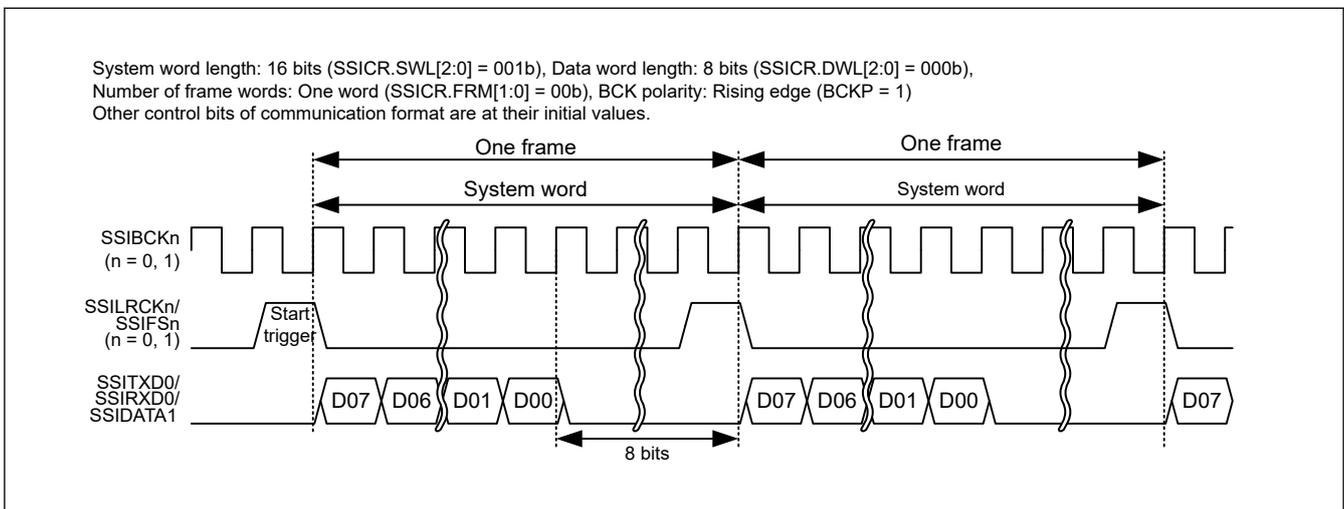 System word length: 16 bits (SSICR.SWL[2:0] = 001b), Data word length: 8 bits (SSICR.DWL[2:0] = 000b),
Number of frame words: One word (SSICR.FRM[1:0] = 00b), BCK polarity: Rising edge (BCKP = 1)
Other control bits of communication format are at their initial values.
One frame
One frame
System word
System word
SSIBCKn
(n = 0, 1)
SSILRCKn/
SSIFSn
(n = 0, 1)
Start
trigger
SSITXD0/
SSIRXD0/
SSIDATA1
D07 D06 D01 D00 D07 D06 D01 D00 D07
8 bits